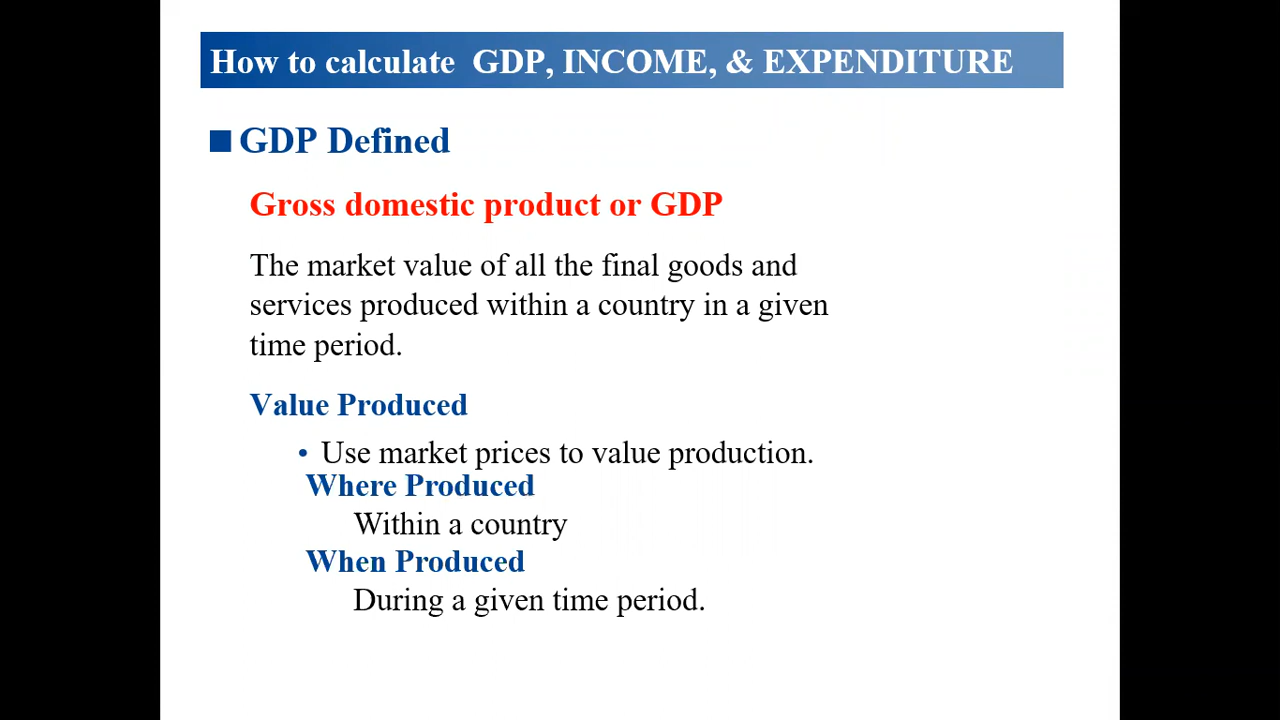 How to calculate GDP, INCOME, & EXPENDITURE
GDP Defined
Gross domestic product or GDP
The market value of all the final goods and
services produced within a country in a given
time period.
Value Produced
• Use market prices to value production.
Where Produced
Within a country
When Produced
During a given time period.